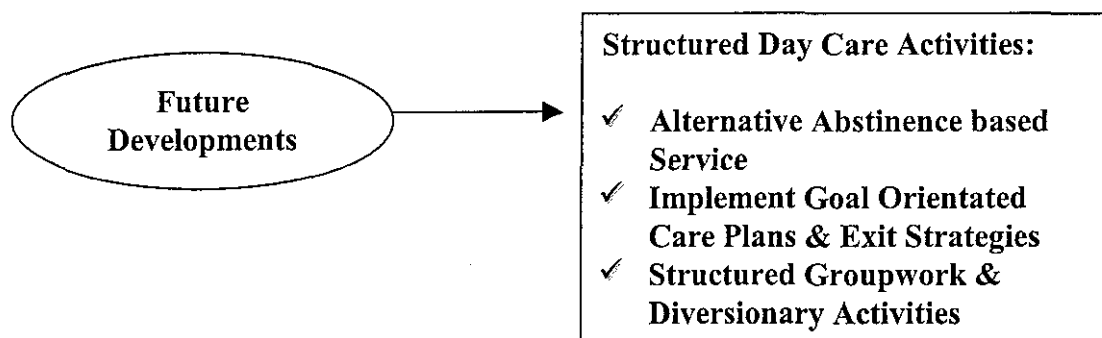 Future
Developments
Structured Day Care Activities:
✓ Alternative Abstinence based
Service
✓ Implement Goal Orientated
Care Plans & Exit Strategies
✓ Structured Groupwork &
Diversionary Activities